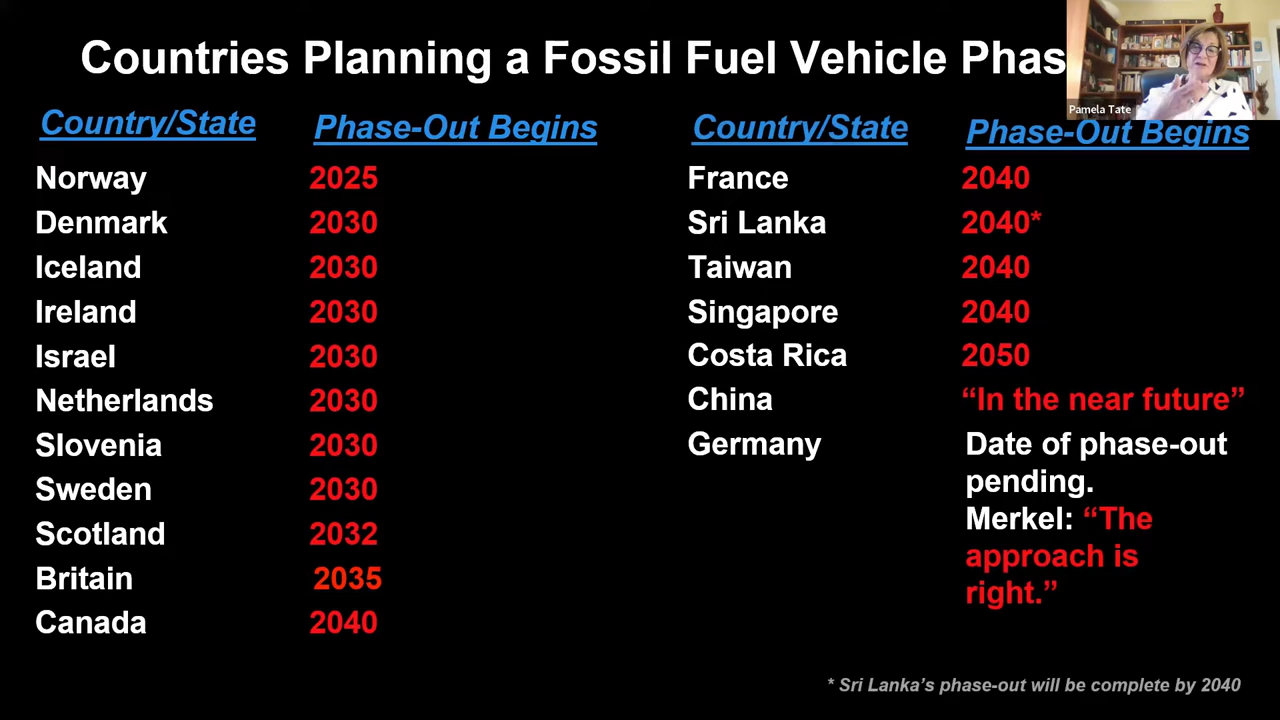 Countries Planning a Fossil Fuel Vehicle Phas
Pamela Tate
Country/State Phase-Out Begins
Norway 2025
Denmark 2030
Iceland 2030
Ireland 2030
Israel 2030
Netherlands 2030
Slovenia 2030
Sweden 2030
Scotland 2032
Britain 2035
Canada 2040
Country/State Phase-Out Begins
France 2040
Sri Lanka 2040*
Taiwan 2040
Singapore 2040
Costa Rica 2050
China “In the near future”
Germany Date of phase-out
pending.
Merkel: “The
approach is
right.”
* Sri Lanka’s phase-out will be complete by 2040